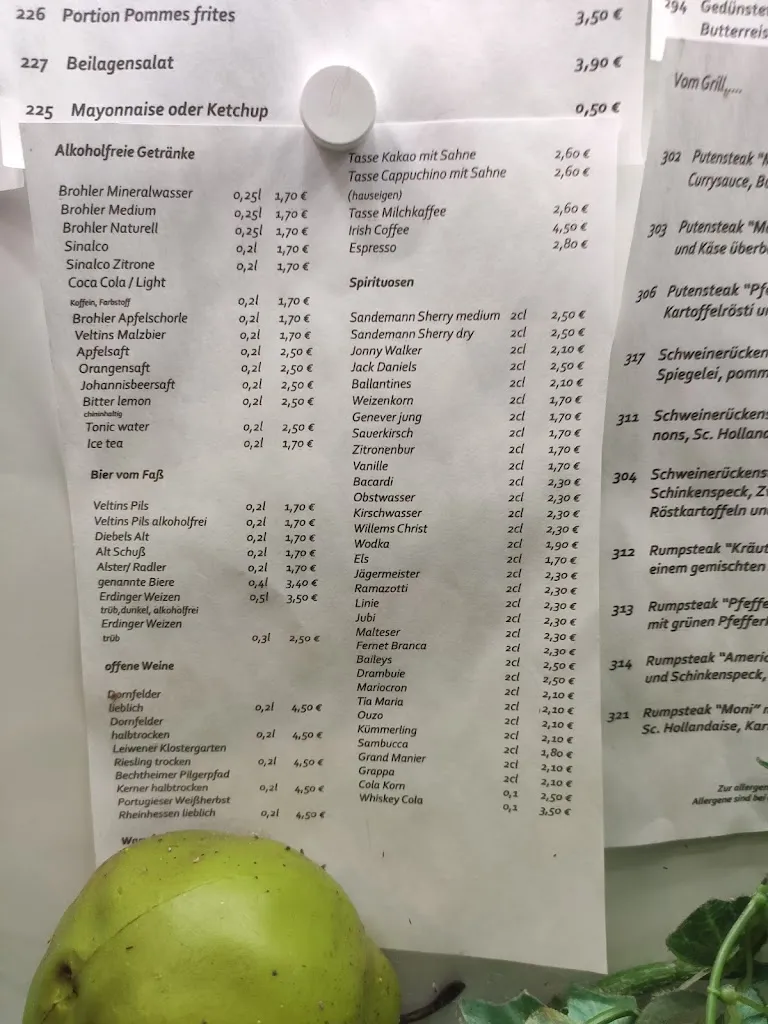 226 Portion Pommes frites 3,50 €
227 Beilagensalat 3,90 €
225 Mayonnaise oder Ketchup 0,50 €
Alkoholfreie Getränke
Brohler Mineralwasser 0,25l 1,70 €
Brohler Medium 0,25l 1,70 €
Brohler Naturell 0,25l 1,70 €
Sinalco 0,2l 1,70 €
Sinalco Zitrone 0,2l 1,70 €
Coca Cola / Light
Koffein, Farbstoff 0,2l 1,70 €
Brohler Apfelschorle 0,2l 1,70 €
Veltins Malzbier 0,2l 1,70 €
Apfelsaft 0,2l 2,50 €
Orangensaft 0,2l 2,50 €
Johannisbeersaft 0,2l 2,50 €
Bitter lemon 0,2l 2,50 €
chininhaltig
Tonic water 0,2l 2,50 €
Ice tea 0,2l 1,70 €
Bier vom Faß
Veltins Pils 0,2l 1,70 €
Veltins Pils alkoholfrei 0,2l 1,70 €
Diebels Alt 0,2l 1,70 €
Alt Schuß 0,2l 1,70 €
Alster/ Radler 0,2l 1,70 €
genannte Biere 0,4l 3,40 €
Erdinger Weizen 0,5l 3,50 €
trüb,dunkel, alkoholfrei
Erdinger Weizen
trüb 0,3l 2,50 €
offene Weine
Dornfelder
lieblich 0,2l 4,50 €
Dornfelder
halbtrocken 0,2l 4,50 €
Leiwener Klostergarten
Riesling trocken 0,2l 4,50 €
Bechtheimer Pilgerpfad
Kerner halbtrocken 0,2l 4,50 €
Portugieser Weißherbst
Rheinhessen lieblich 0,2l 4,50 €
Tasse Kakao mit Sahne 2,60 €
Tasse Cappuchino mit Sahne 2,60 €
(hauseigen)
Tasse Milchkaffee 2,60 €
Irish Coffee 4,50 €
Espresso 2,80 €
Spirituosen
Sandemann Sherry medium 2cl 2,50 €
Sandemann Sherry dry 2cl 2,50 €
Jonny Walker 2cl 2,10 €
Jack Daniels 2cl 2,50 €
Ballantines 2cl 2,10 €
Weizenkorn 2cl 1,70 €
Genever jung 2cl 1,70 €
Sauerkirsch 2cl 1,70 €
Zitronenbur 2cl 1,70 €
Vanille 2cl 1,70 €
Bacardi 2cl 2,30 €
Obstwasser 2cl 2,30 €
Kirschwasser 2cl 2,30 €
Willems Christ 2cl 2,30 €
Wodka 2cl 1,90 €
Els 2cl 1,70 €
Jägermeister 2cl 2,30 €
Ramazotti 2cl 2,30 €
Linie 2cl 2,30 €
Jubi 2cl 2,30 €
Malteser 2cl 2,30 €
Fernet Branca 2cl 2,30 €
Baileys 2cl 2,50 €
Drambuie 2cl 2,50 €
Mariocron 2cl 2,10 €
Tia Maria 2cl 2,10 €
Ouzo 2cl 2,10 €
Kümmerling 2cl 2,10 €
Sambucca 2cl 1,80 €
Grand Manier 2cl 2,10 €
Grappa 2cl 2,10 €
Cola Korn 0,1 2,50 €
Whiskey Cola 0,1 3,50 €
294
Butterreis
Vom Grill,....
302 Putensteak
Currysauce,
303 Putensteak
und Käse
306 Putensteak
Kartoffelrösti
317 Schweinerücken
Spiegelei,
311
nons, Sc.
304
Schinkenspeck,
Röstkartoffeln
312 Rumpsteak
einem gemischten
313 Rumpsteak
mit grünen
314 Rumpsteak
und Schinkenspeck,
321 Rumpsteak "Moni"
Sc. Hollandaise,
Zur
Allergene sind bei